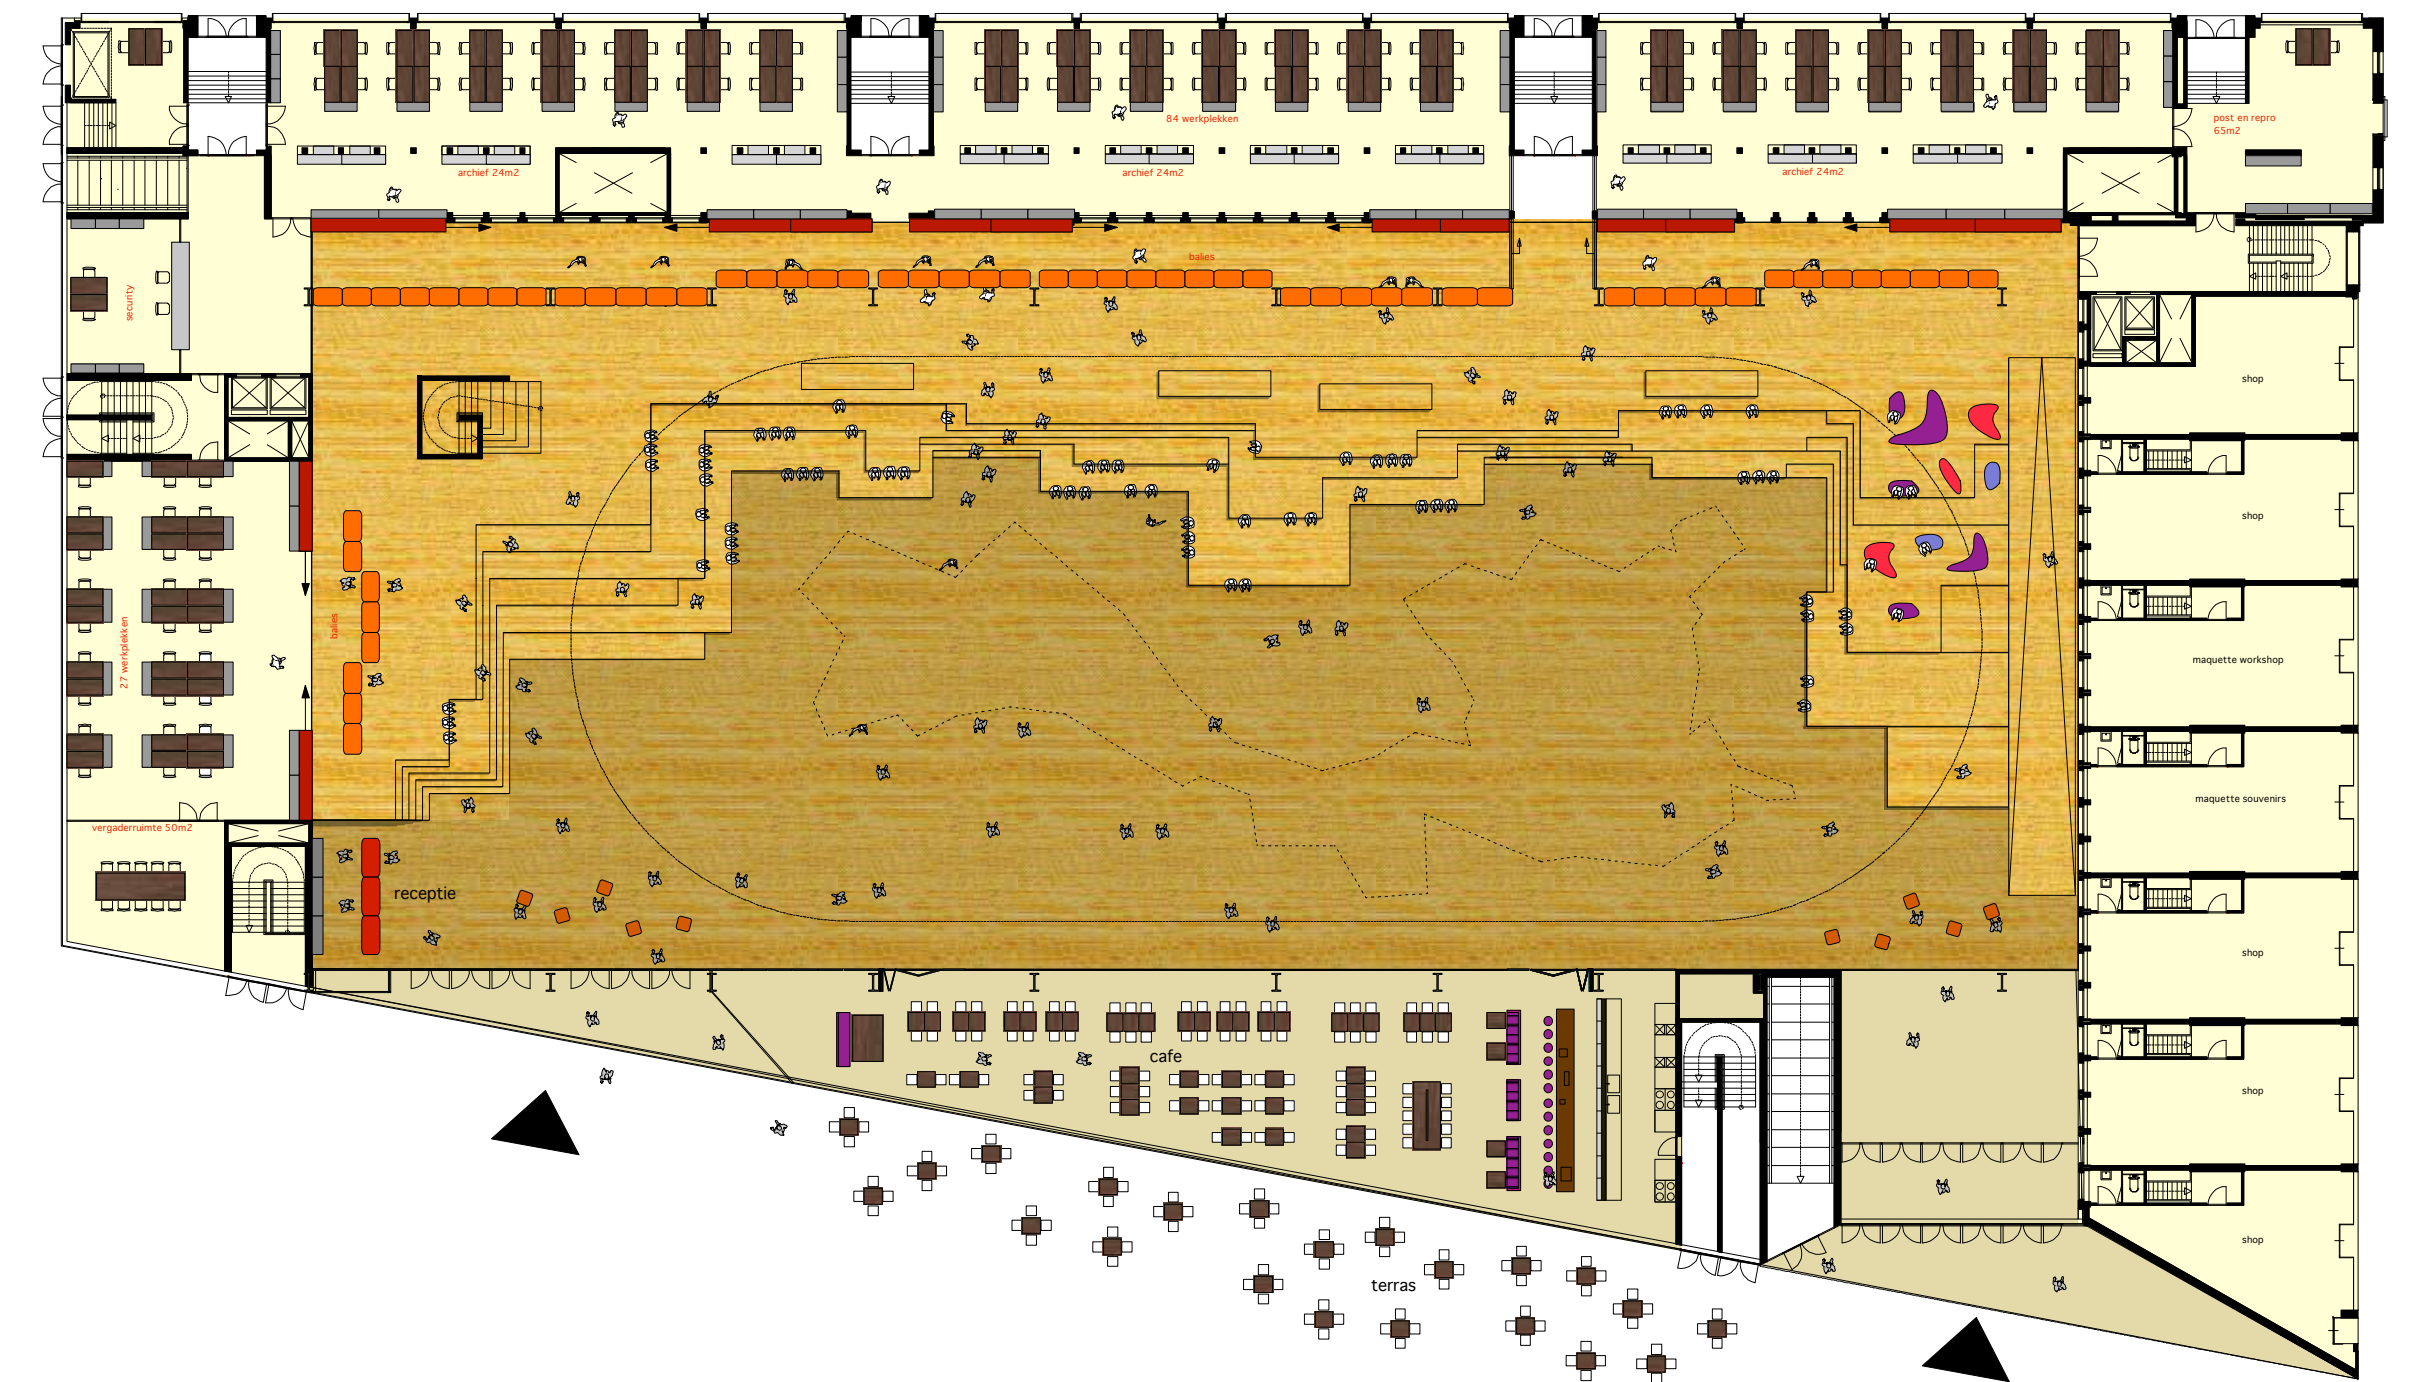 84 werkplekken
post en repro
65m2
archief 24m2
archief 24m2
archief 24m2
balies
security
shop
shop
27 werkplekken
balies
maquette workshop
maquette souvenirs
vergaderruimte 50m2
receptie
shop
cafe
shop
shop
terras